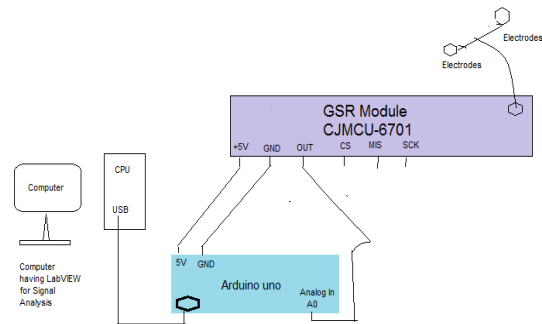 Electrodes
Electrodes
GSR Module
CJMCU-6701
+5V GND OUT CS MIS SCK
CPU
Computer
USB
5V GND
Computer
having LabVIEW
for Signal
Analysis
Arduino uno
Analog In
A0